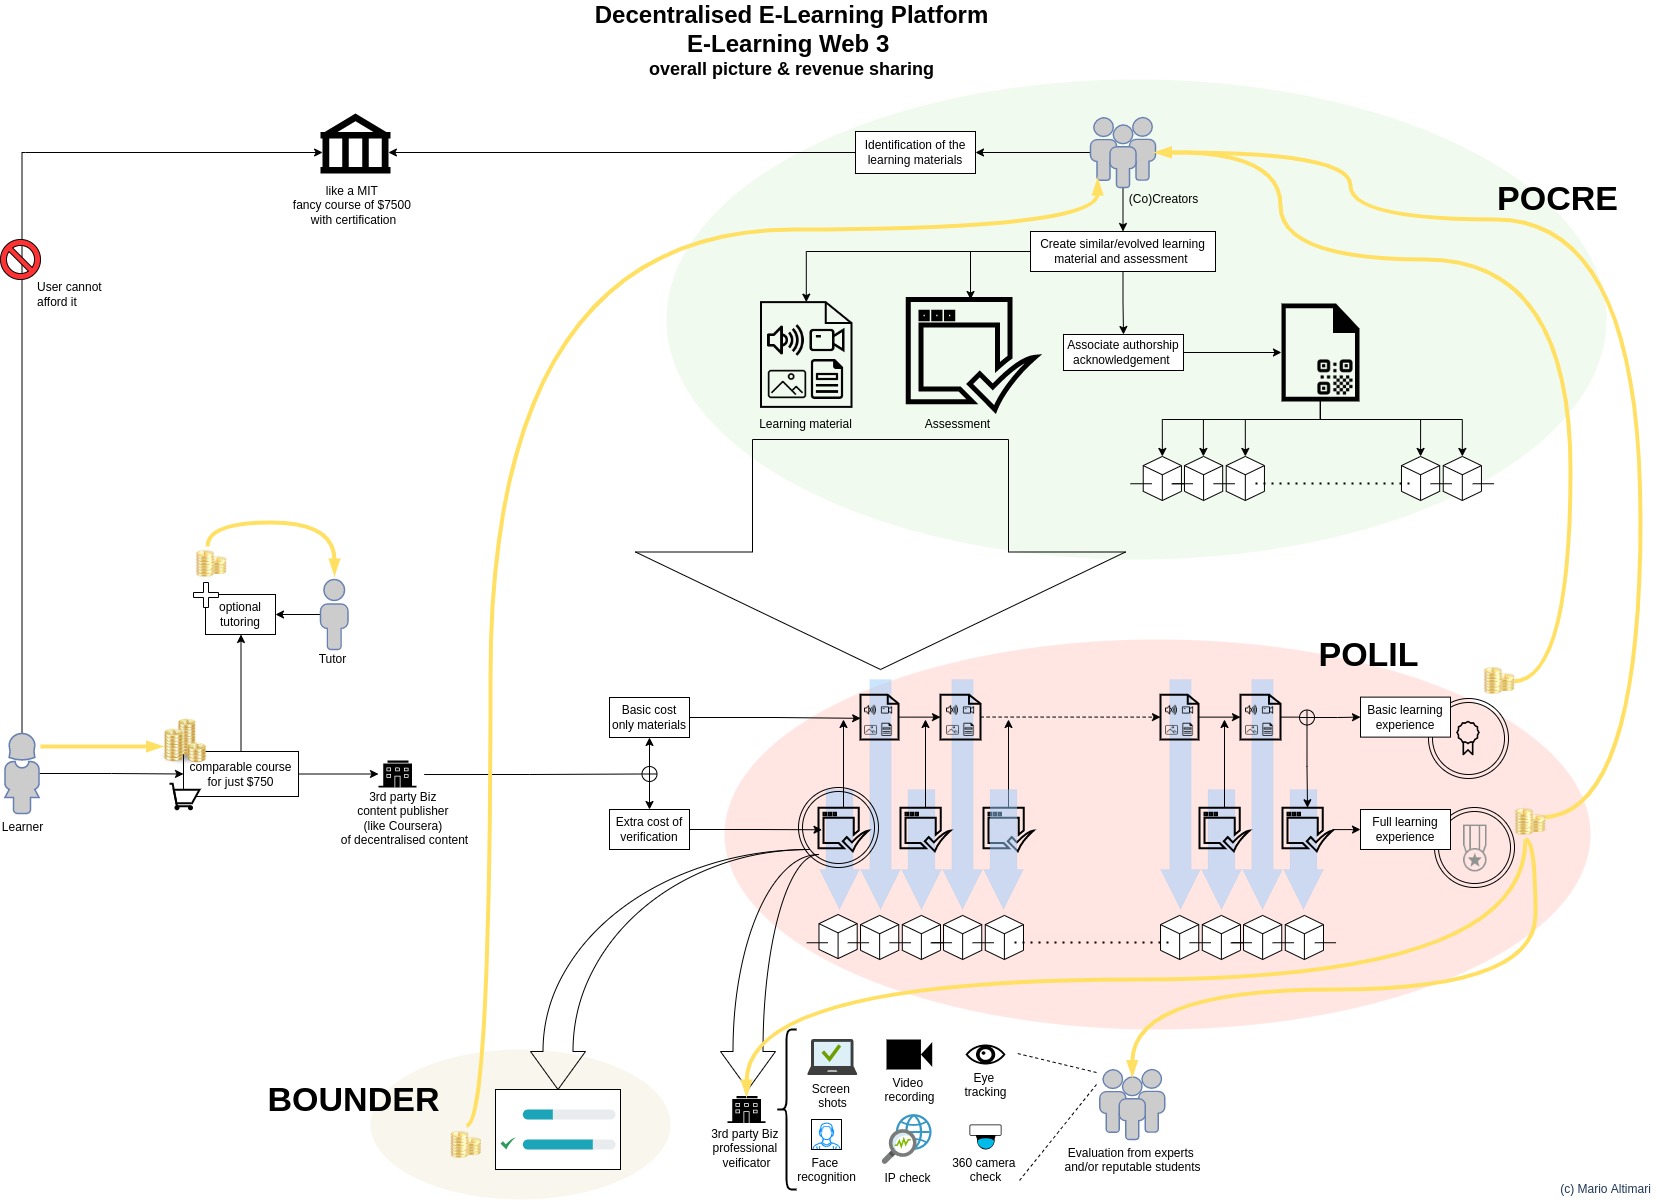 Decentralised E-Learning Platform
E-Learning Web 3
overall picture & revenue sharing
Identification of the
learning materials
like a MIT
fancy course of $7500
with certification
(Co)Creators
POCRE
Create similar/evolved learning
material and assessment
User cannot
afford it
Associate authorship
acknowledgement
Learning material
Assessment
optional
tutoring
Tutor
POLIL
Basic cost
only materials
Basic learning
experience
comparable course
for just $750
3rd party Biz
content publisher
(like Coursera)
of decentralised content
Learner
Extra cost of
verification
Full learning
experience
BOUNDER
Screen
shots
Video
recording
Eye
tracking
3rd party Biz
professional
veificator
Face
recognition
IP check
360 camera
check
Evaluation from experts
and/or reputable students
(c) Mario Altimari